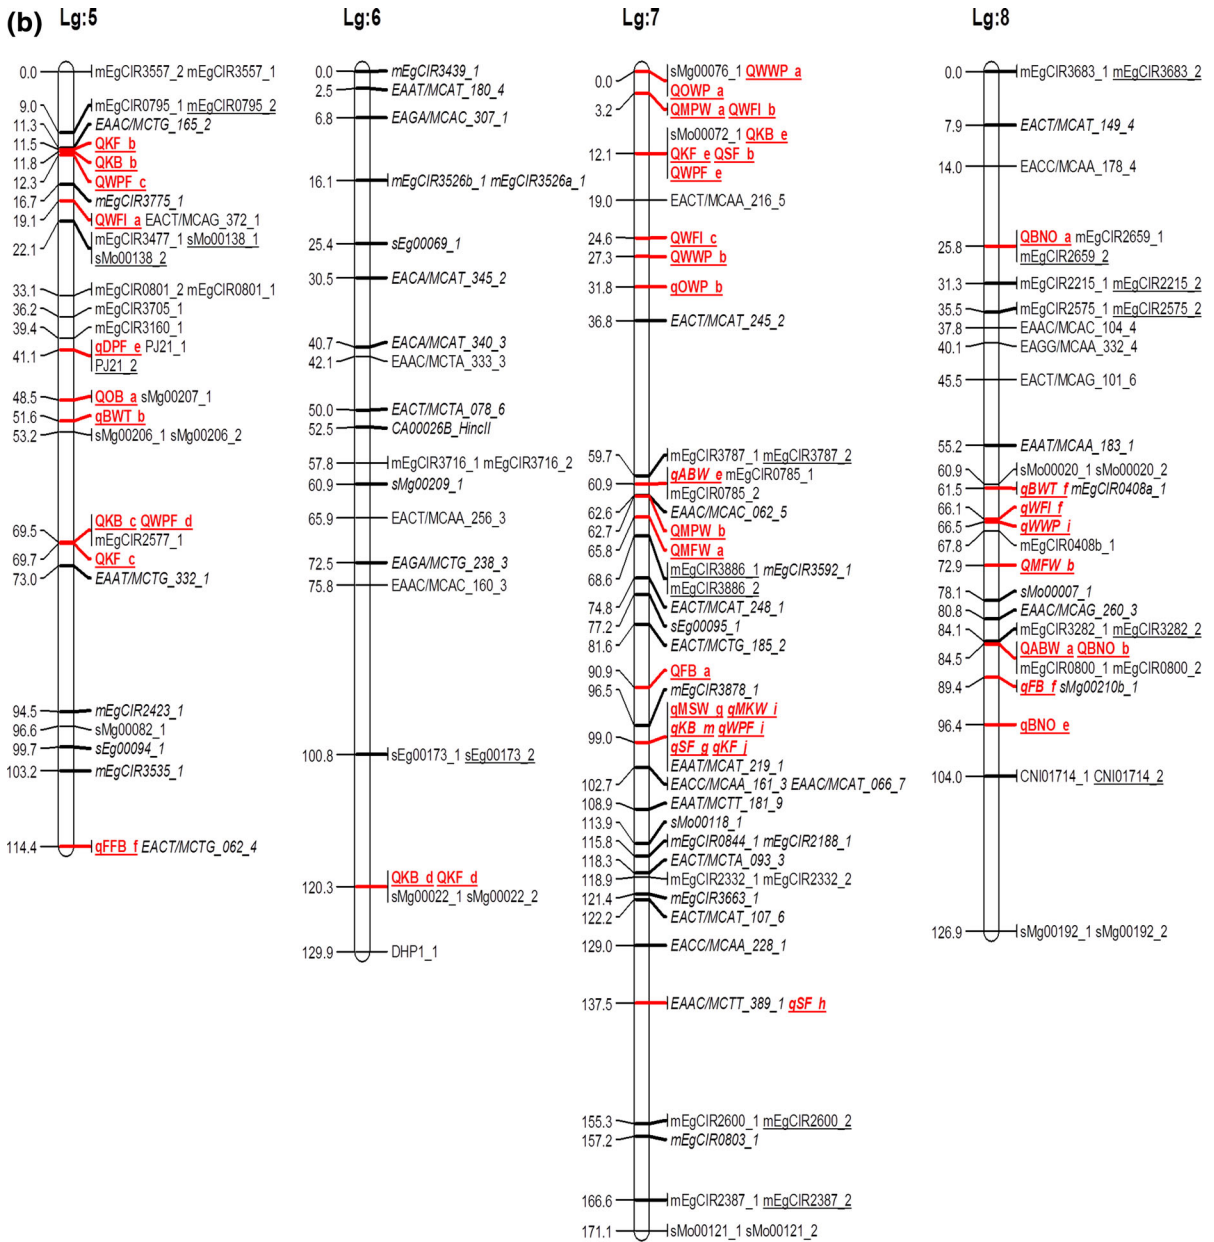 (b) Lg:5
0.0 mEgCIR3557_2 mEgCIR3557_1
9.0 mEgCIR0795_1 mEgCIR0795_2
11.3 EAAC/MCTG_165_2
11.5 QKF_b
11.8 QKB_b
12.3 QWPF_c
16.7 mEgCIR3775_1
19.1 QWFI_a EACT/MCAG_372_1
22.1 mEgCIR3477_1 sMo00138_1
sMo00138_2
33.1 mEgCIR0801_2 mEgCIR0801_1
36.2 mEgCIR3705_1
39.4 mEgCIR3160_1
41.1 qDPF_e PJ21_1
PJ21_2
48.5 QOB_a sMg00207_1
51.6 qBWT_b
53.2 sMg00206_1 sMg00206_2
69.5 QKB_c QWPF_d
mEgCIR2577_1
69.7 QKF_c
73.0 EAAT/MCTG_332_1
94.5 mEgCIR2423_1
96.6 sMg00082_1
99.7 sEg00094_1
103.2 mEgCIR3535_1
114.4 qFFB_f EACT/MCTG_062_4
Lg:6
0.0 mEgCIR3439_1
2.5 EAAT/MCAT_180_4
6.8 EAGA/MCAC_307_1
16.1 mEgCIR3526b_1 mEgCIR3526a_1
25.4 sEg00069_1
30.5 EACA/MCAT_345_2
40.7 EACA/MCAT_340_3
42.1 EAAC/MCTA_333_3
50.0 EACT/MCTA_078_6
52.5 CA00026B_HincII
57.8 mEgCIR3716_1 mEgCIR3716_2
60.9 sMg00209_1
65.9 EACT/MCAA_256_3
72.5 EAGA/MCTG_238_3
75.8 EAAC/MCAC_160_3
100.8 sEg00173_1 sEg00173_2
120.3 QKB_d QKF_d
sMg00022_1 sMg00022_2
129.9 DHP1_1
Lg:7
0.0 sMg00076_1 QWWP_a
QOWP_a
3.2 QMPW_a QWFI_b
12.1 sMo00072_1 QKB_e
QKF_e QSF_b
QWPF_e
19.0 EACT/MCAA_216_5
24.6 QWFI_c
27.3 QWWP_b
31.8 qOWP_b
36.8 EACT/MCAT_245_2
59.7 mEgCIR3787_1 mEgCIR3787_2
60.9 qABW_e mEgCIR0785_1
mEgCIR0785_2
62.6 EAAC/MCAC_062_5
62.7 QMPW_b
65.8 QMFW_a
68.6 mEgCIR3886_1 mEgCIR3592_1
mEgCIR3886_2
74.8 EACT/MCAT_248_1
77.2 sEg00095_1
81.6 EACT/MCTG_185_2
90.9 QFB_a
96.5 mEgCIR3878_1
99.0 qMSW_g qMKW_i
qKB_m qWPF_i
qSF_g qKF_j
EAAT/MCAT_219_1
102.7 EACC/MCAA_161_3 EAAC/MCAT_066_7
108.9 EAAT/MCTT_181_9
113.9 sMo00118_1
115.8 mEgCIR0844_1 mEgCIR2188_1
118.3 EACT/MCTA_093_3
118.9 mEgCIR2332_1 mEgCIR2332_2
121.4 mEgCIR3663_1
122.2 EACT/MCAT_107_6
129.0 EACC/MCAA_228_1
137.5 EAAC/MCTT_389_1 qSF_h
155.3 mEgCIR2600_1 mEgCIR2600_2
157.2 mEgCIR0803_1
166.6 mEgCIR2387_1 mEgCIR2387_2
171.1 sMo00121_1 sMo00121_2
Lg:8
0.0 mEgCIR3683_1 mEgCIR3683_2
7.9 EACT/MCAT_149_4
14.0 EACC/MCAA_178_4
25.8 QBNO_a mEgCIR2659_1
mEgCIR2659_2
31.3 mEgCIR2215_1 mEgCIR2215_2
35.5 mEgCIR2575_1 mEgCIR2575_2
37.8 EAAC/MCAC_104_4
40.1 EAGG/MCAA_332_4
45.5 EACT/MCAG_101_6
55.2 EAAT/MCAA_183_1
60.9 sMo00020_1 sMo00020_2
61.5 qBWT_f mEgCIR0408a_1
66.1 qWFI_f
66.5 qWWP_i
67.8 mEgCIR0408b_1
72.9 QMFW_b
78.1 sMo00007_1
80.8 EAAC/MCAG_260_3
84.1 mEgCIR3282_1 mEgCIR3282_2
84.5 QABW_a QBNO_b
mEgCIR0800_1 mEgCIR0800_2
89.4 qFB_f sMg00210b_1
96.4 qBNO_e
104.0 CNI01714_1 CNI01714_2
126.9 sMg00192_1 sMg00192_2